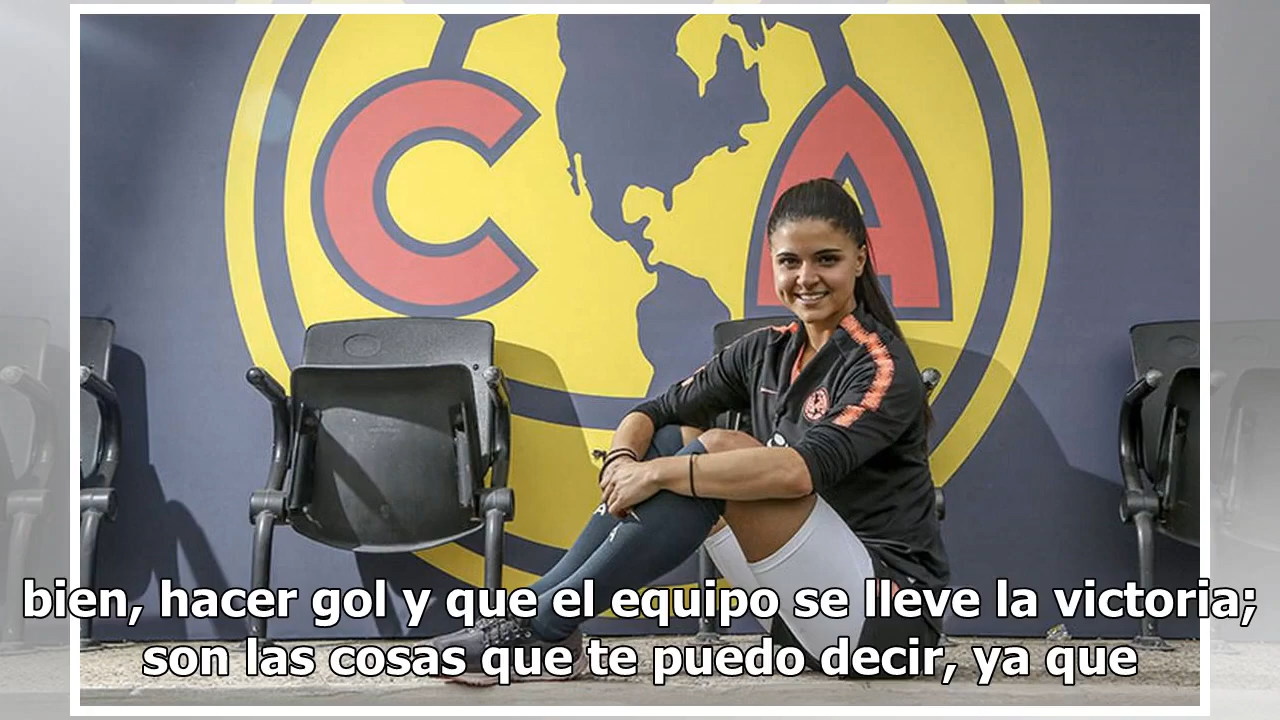 CA
bien, hacer gol y que el equipo se lleve la victoria;
son las cosas que te puedo decir, ya que